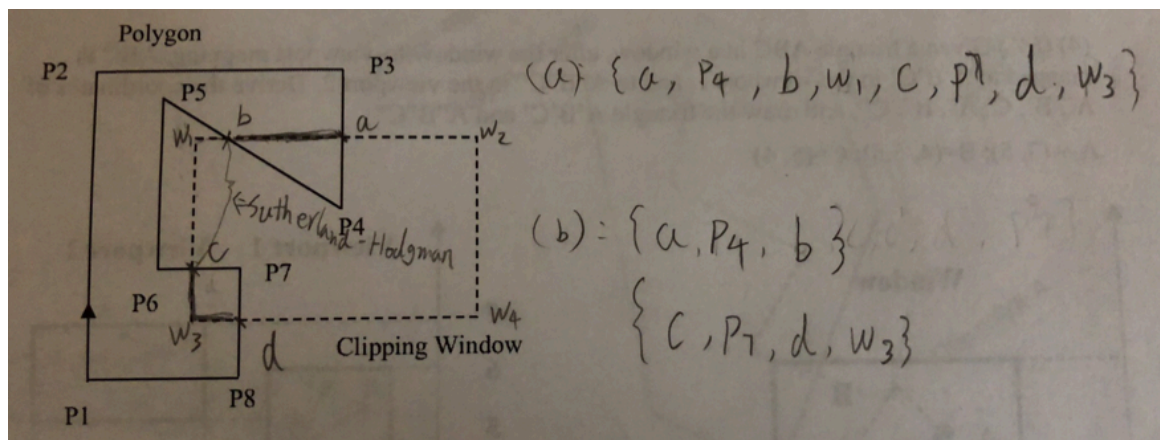 Polygon
P2
P3
P5
b
a
w₁
w₂
←Sutherland-Hodgman
P4
c
P7
P6
w₃
w₄
d
Clipping Window
P8
P1
(a): { a, P₄, b, w₁, c, P7, d, w₃}
(b): {a, P₄, b}
{c, P₇, d, w₃}